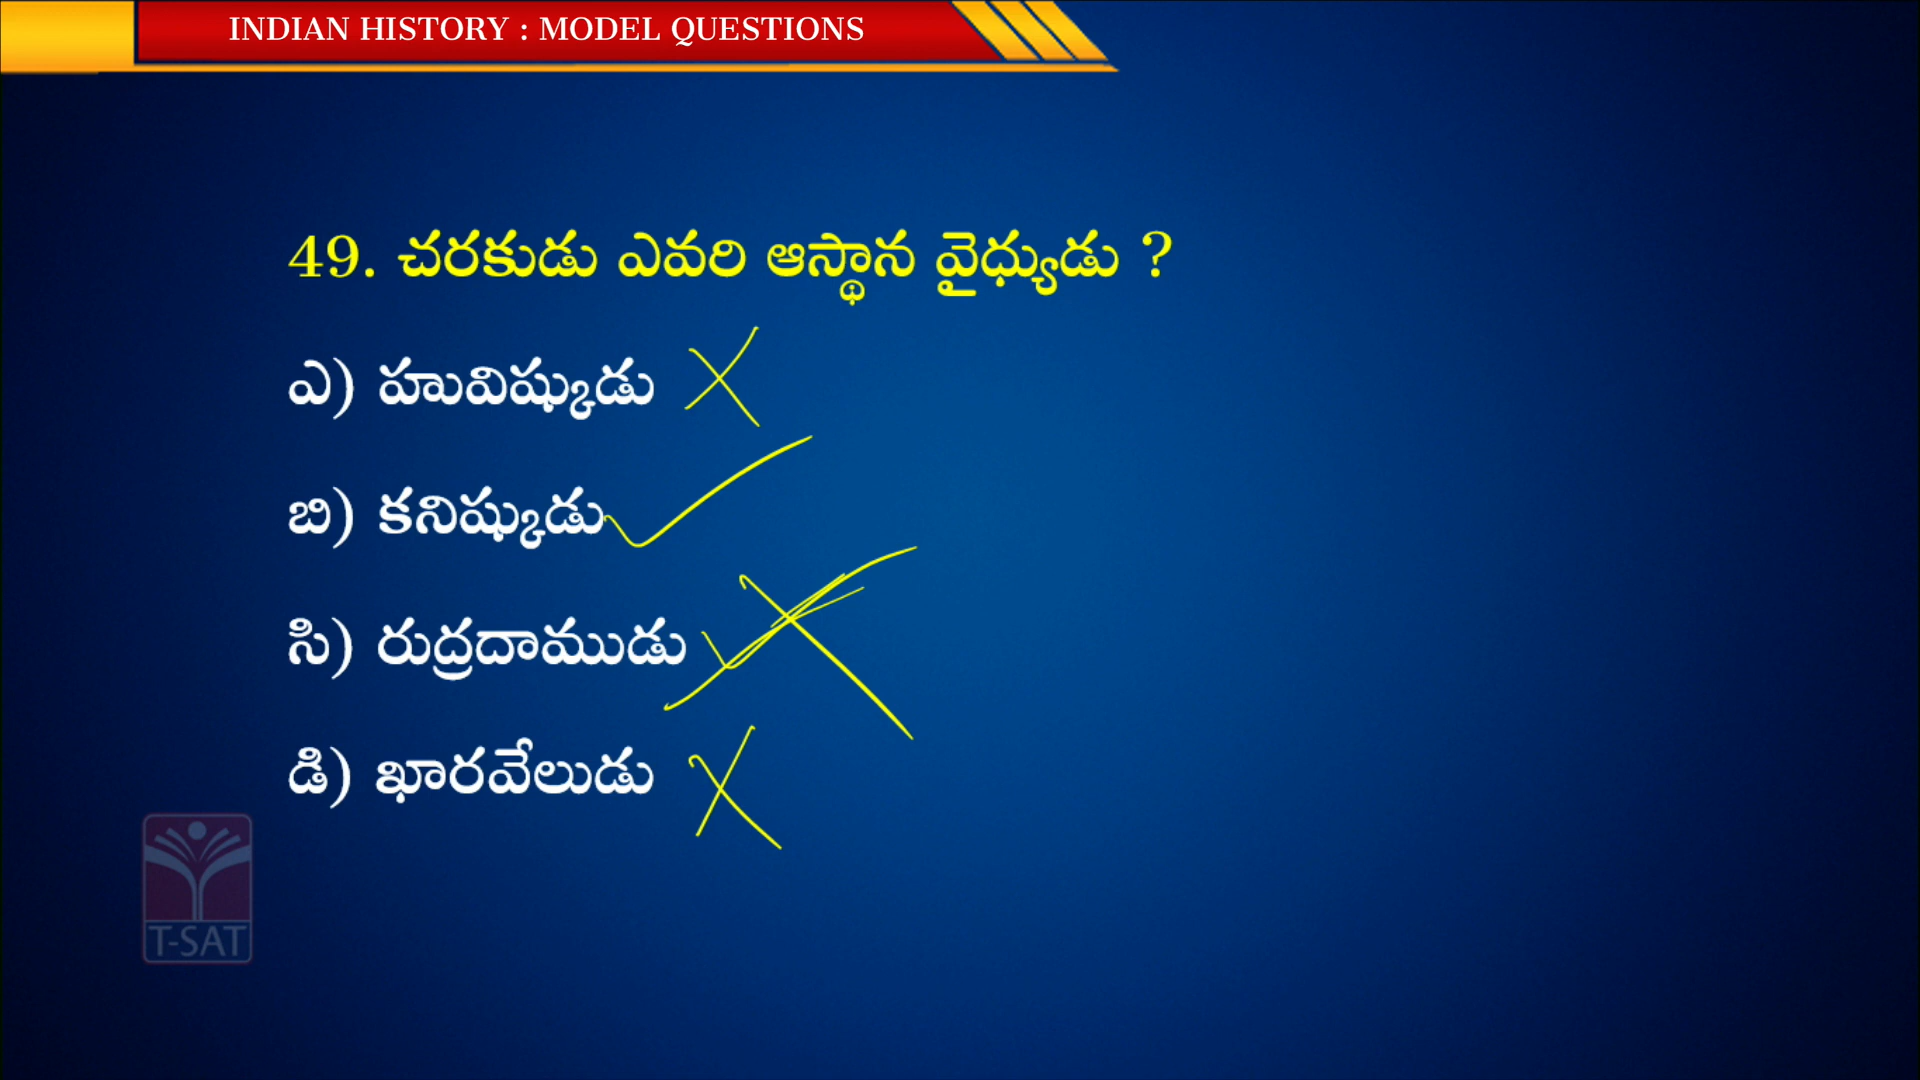 INDIAN HISTORY : MODEL QUESTIONS
49. చరకుడు ఎవరి ఆస్థాన వైధ్యుడు ?
ఎ) హువిష్కుడు
బి) కనిష్కుడు
సి) రుద్రదాముడు
డి) ఖారవేలుడు
T-SAT